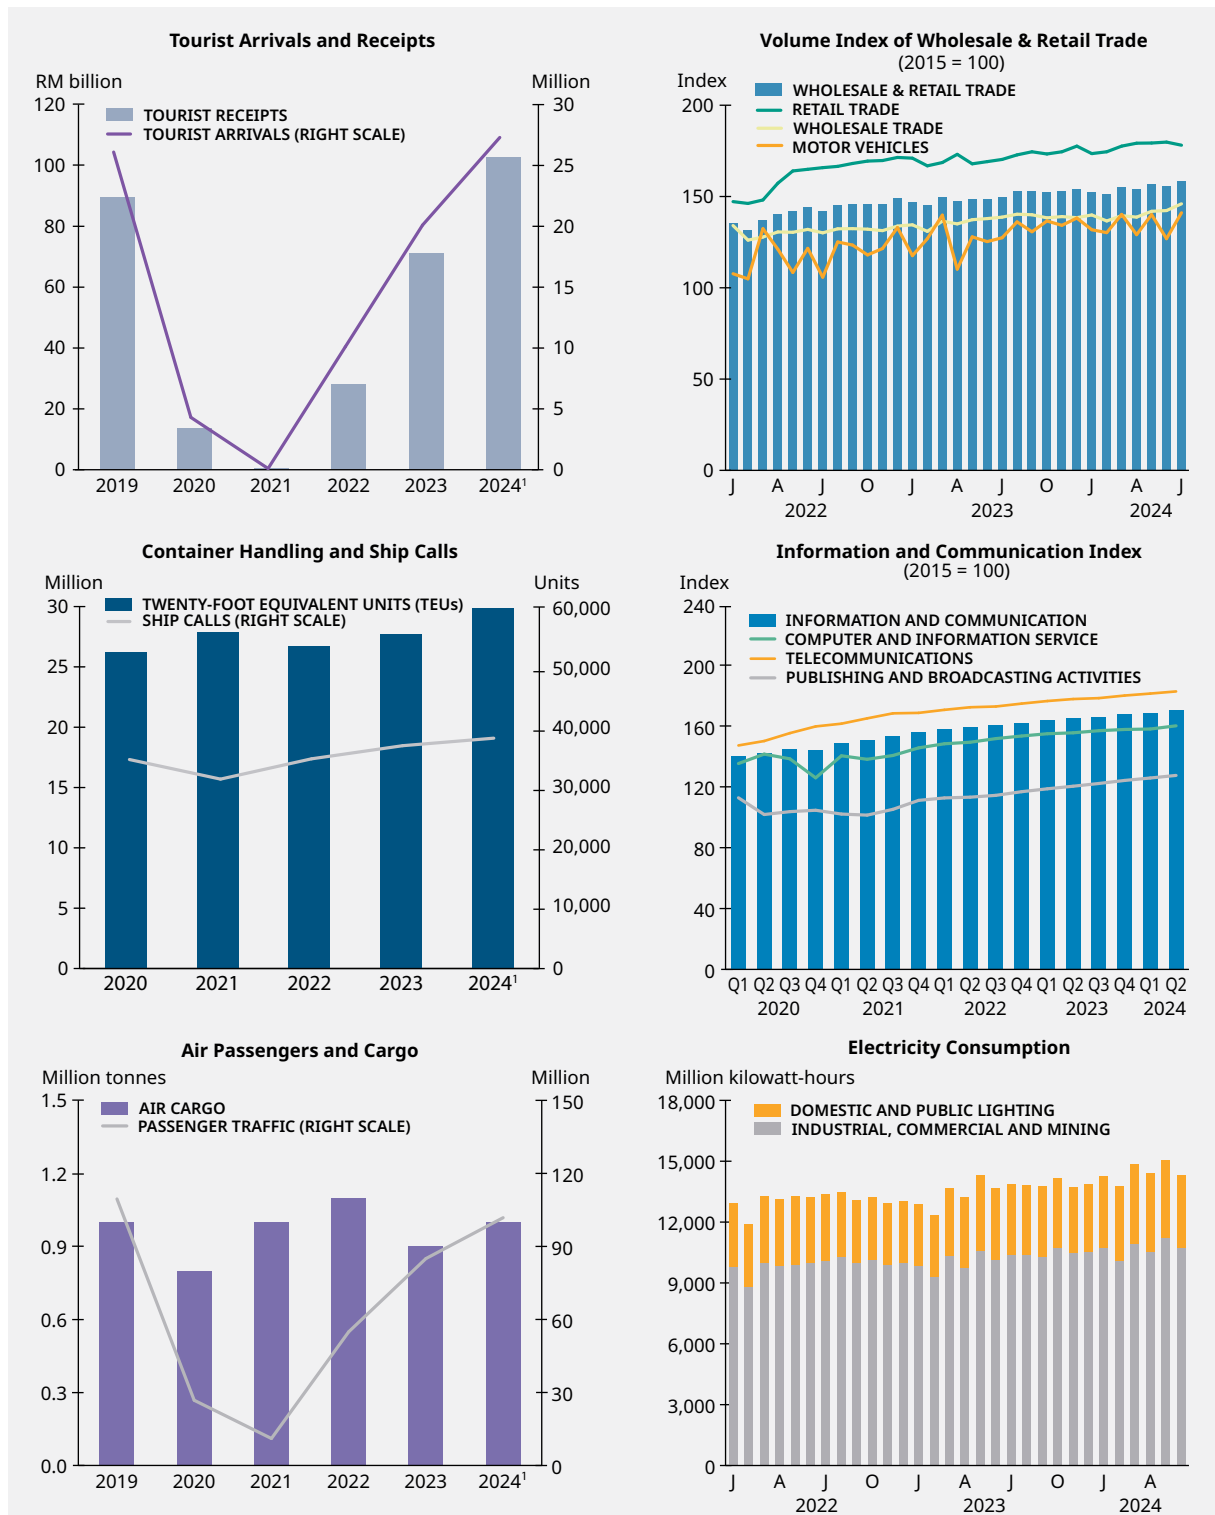 Tourist Arrivals and Receipts
RM billion
Million
TOURIST RECEIPTS
TOURIST ARRIVALS (RIGHT SCALE)
120
100
80
60
40
20
0
30
25
20
15
10
5
0
2019 2020 2021 2022 2023 2024¹
Volume Index of Wholesale & Retail Trade
(2015 = 100)
Index
WHOLESALE & RETAIL TRADE
RETAIL TRADE
WHOLESALE TRADE
MOTOR VEHICLES
200
150
100
50
0
J A J O J A J O J A J
2022 2023 2024
Container Handling and Ship Calls
Million
Units
TWENTY-FOOT EQUIVALENT UNITS (TEUs)
SHIP CALLS (RIGHT SCALE)
30
25
20
15
10
5
0
60,000
50,000
40,000
30,000
20,000
10,000
0
2020 2021 2022 2023 2024¹
Information and Communication Index
(2015 = 100)
Index
INFORMATION AND COMMUNICATION
COMPUTER AND INFORMATION SERVICE
TELECOMMUNICATIONS
PUBLISHING AND BROADCASTING ACTIVITIES
240
200
160
120
80
40
0
Q1 Q2 Q3 Q4 Q1 Q2 Q3 Q4 Q1 Q2 Q3 Q4 Q1 Q2 Q3 Q4 Q1 Q2
2020 2021 2022 2023 2024
Air Passengers and Cargo
Million tonnes
Million
AIR CARGO
PASSENGER TRAFFIC (RIGHT SCALE)
1.5
1.2
0.9
0.6
0.3
0.0
150
120
90
60
30
0
2019 2020 2021 2022 2023 2024¹
Electricity Consumption
Million kilowatt-hours
DOMESTIC AND PUBLIC LIGHTING
INDUSTRIAL, COMMERCIAL AND MINING
18,000
15,000
12,000
9,000
6,000
3,000
0
J A J O J A J O J A
2022 2023 2024